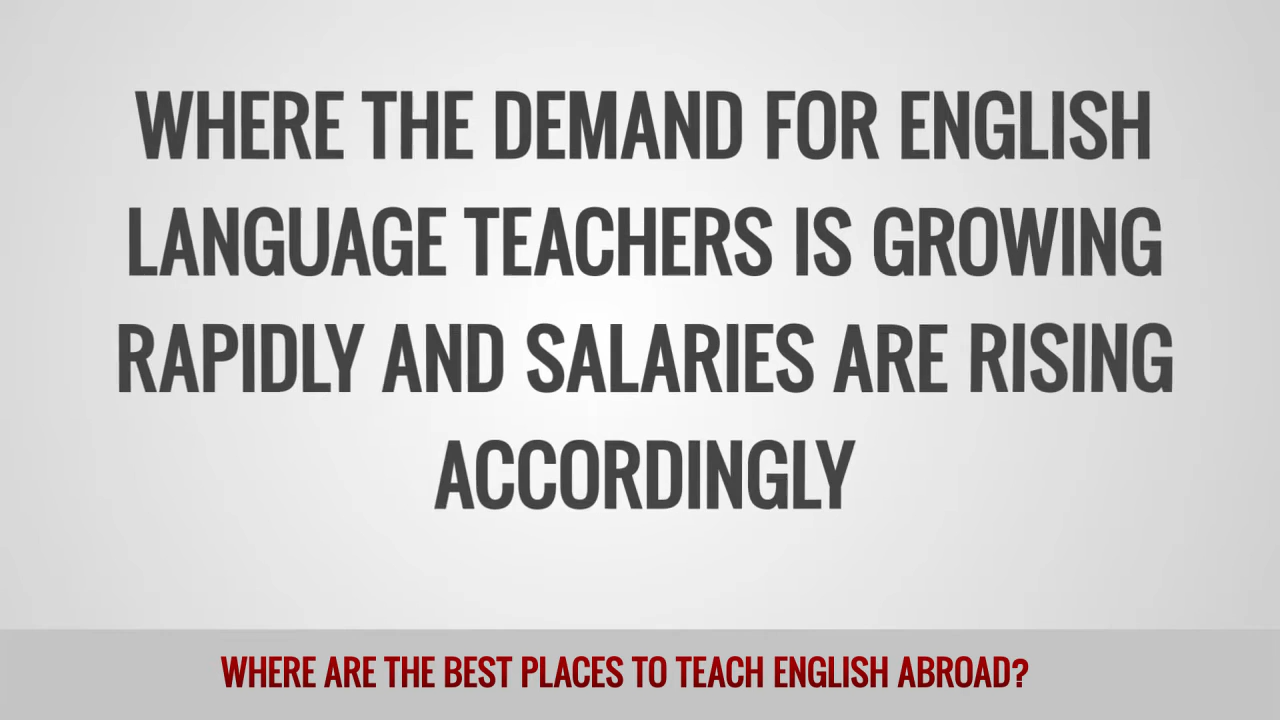 WHERE THE DEMAND FOR ENGLISH
LANGUAGE TEACHERS IS GROWING
RAPIDLY AND SALARIES ARE RISING
ACCORDINGLY
WHERE ARE THE BEST PLACES TO TEACH ENGLISH ABROAD?